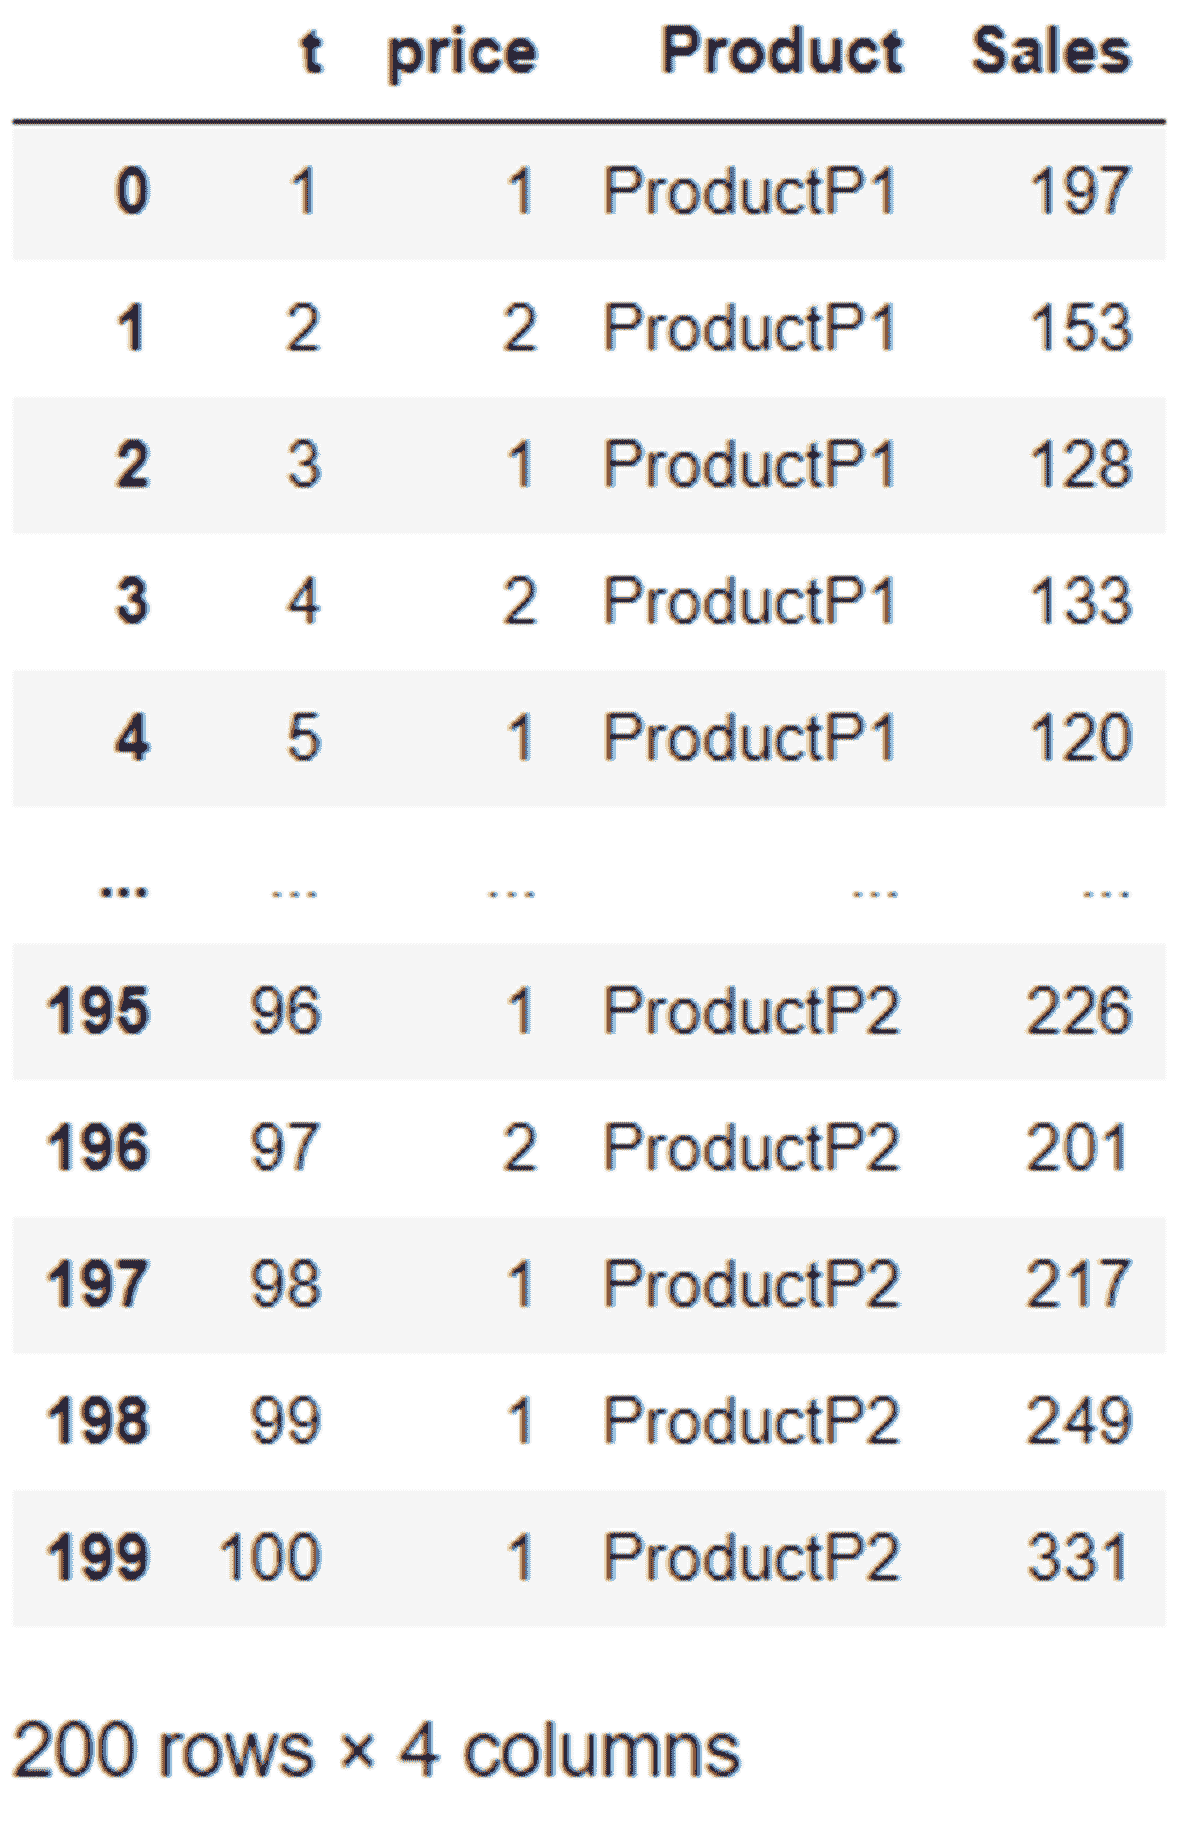 t price Product Sales
0 1 1 ProductP1 197
1 2 2 ProductP1 153
2 3 1 ProductP1 128
3 4 2 ProductP1 133
4 5 1 ProductP1 120
... ... ... ... ...
195 96 1 ProductP2 226
196 97 2 ProductP2 201
197 98 1 ProductP2 217
198 99 1 ProductP2 249
199 100 1 ProductP2 331
200 rows × 4 columns